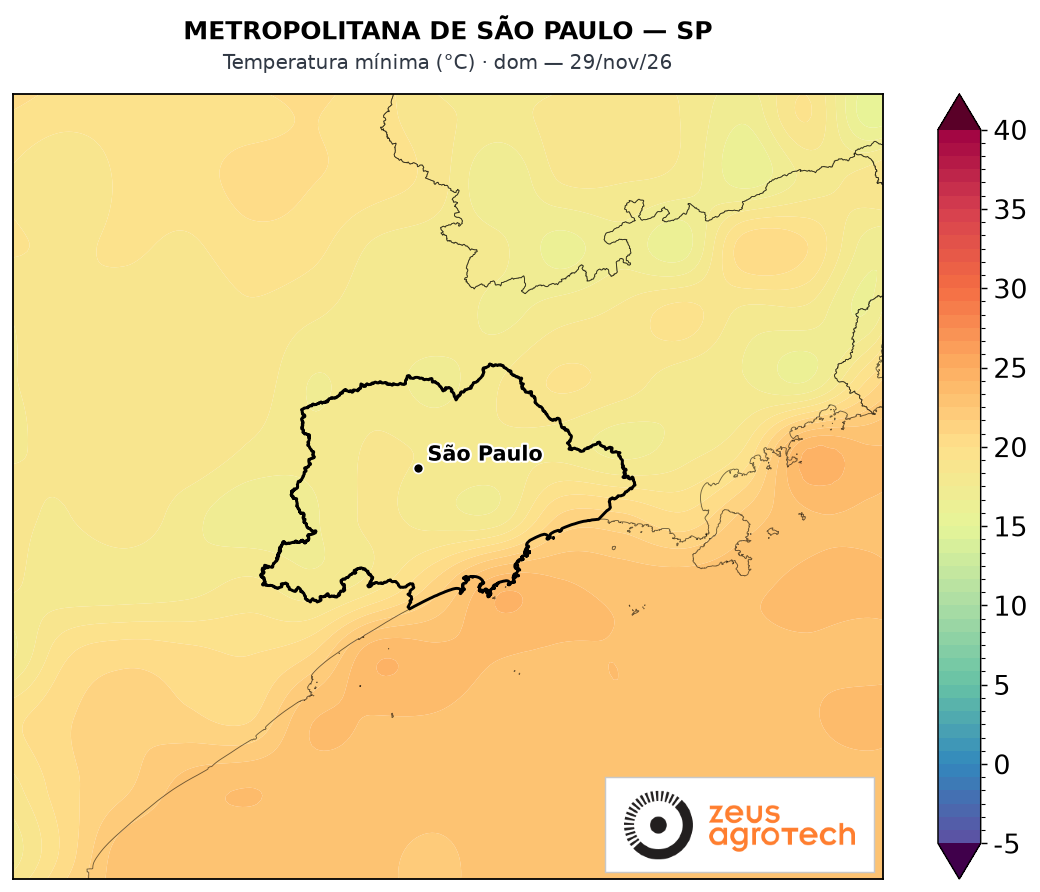 METROPOLITANA DE SÃO PAULO — SP
Temperatura mínima (°C) · dom — 29/nov/26
São Paulo
40
35
30
25
20
15
10
5
0
-5
zeus
agrotech